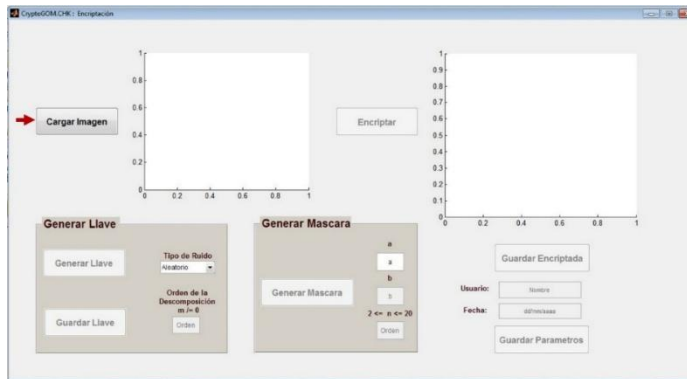 CryptoGOM.CHK : Encriptación
1
0.8
0.6
0.4
0.2
0
0
0.2
0.4
0.6
0.8
1
Cargar Imagen
Encriptar
1
0.9
0.8
0.7
0.6
0.5
0.4
0.3
0.2
0.1
0
0
0.2
0.4
0.6
0.8
1
Generar Llave
Generar Llave
Guardar Llave
Tipo de Ruido
Aleatorio
Orden de la
Descomposición
m /= 0
Orden
Generar Mascara
Generar Mascara
a
a
b
b
2 <= n <= 20
Orden
Guardar Encriptada
Usuario:
Nombre
Fecha:
dd/mm/aaaa
Guardar Parametros